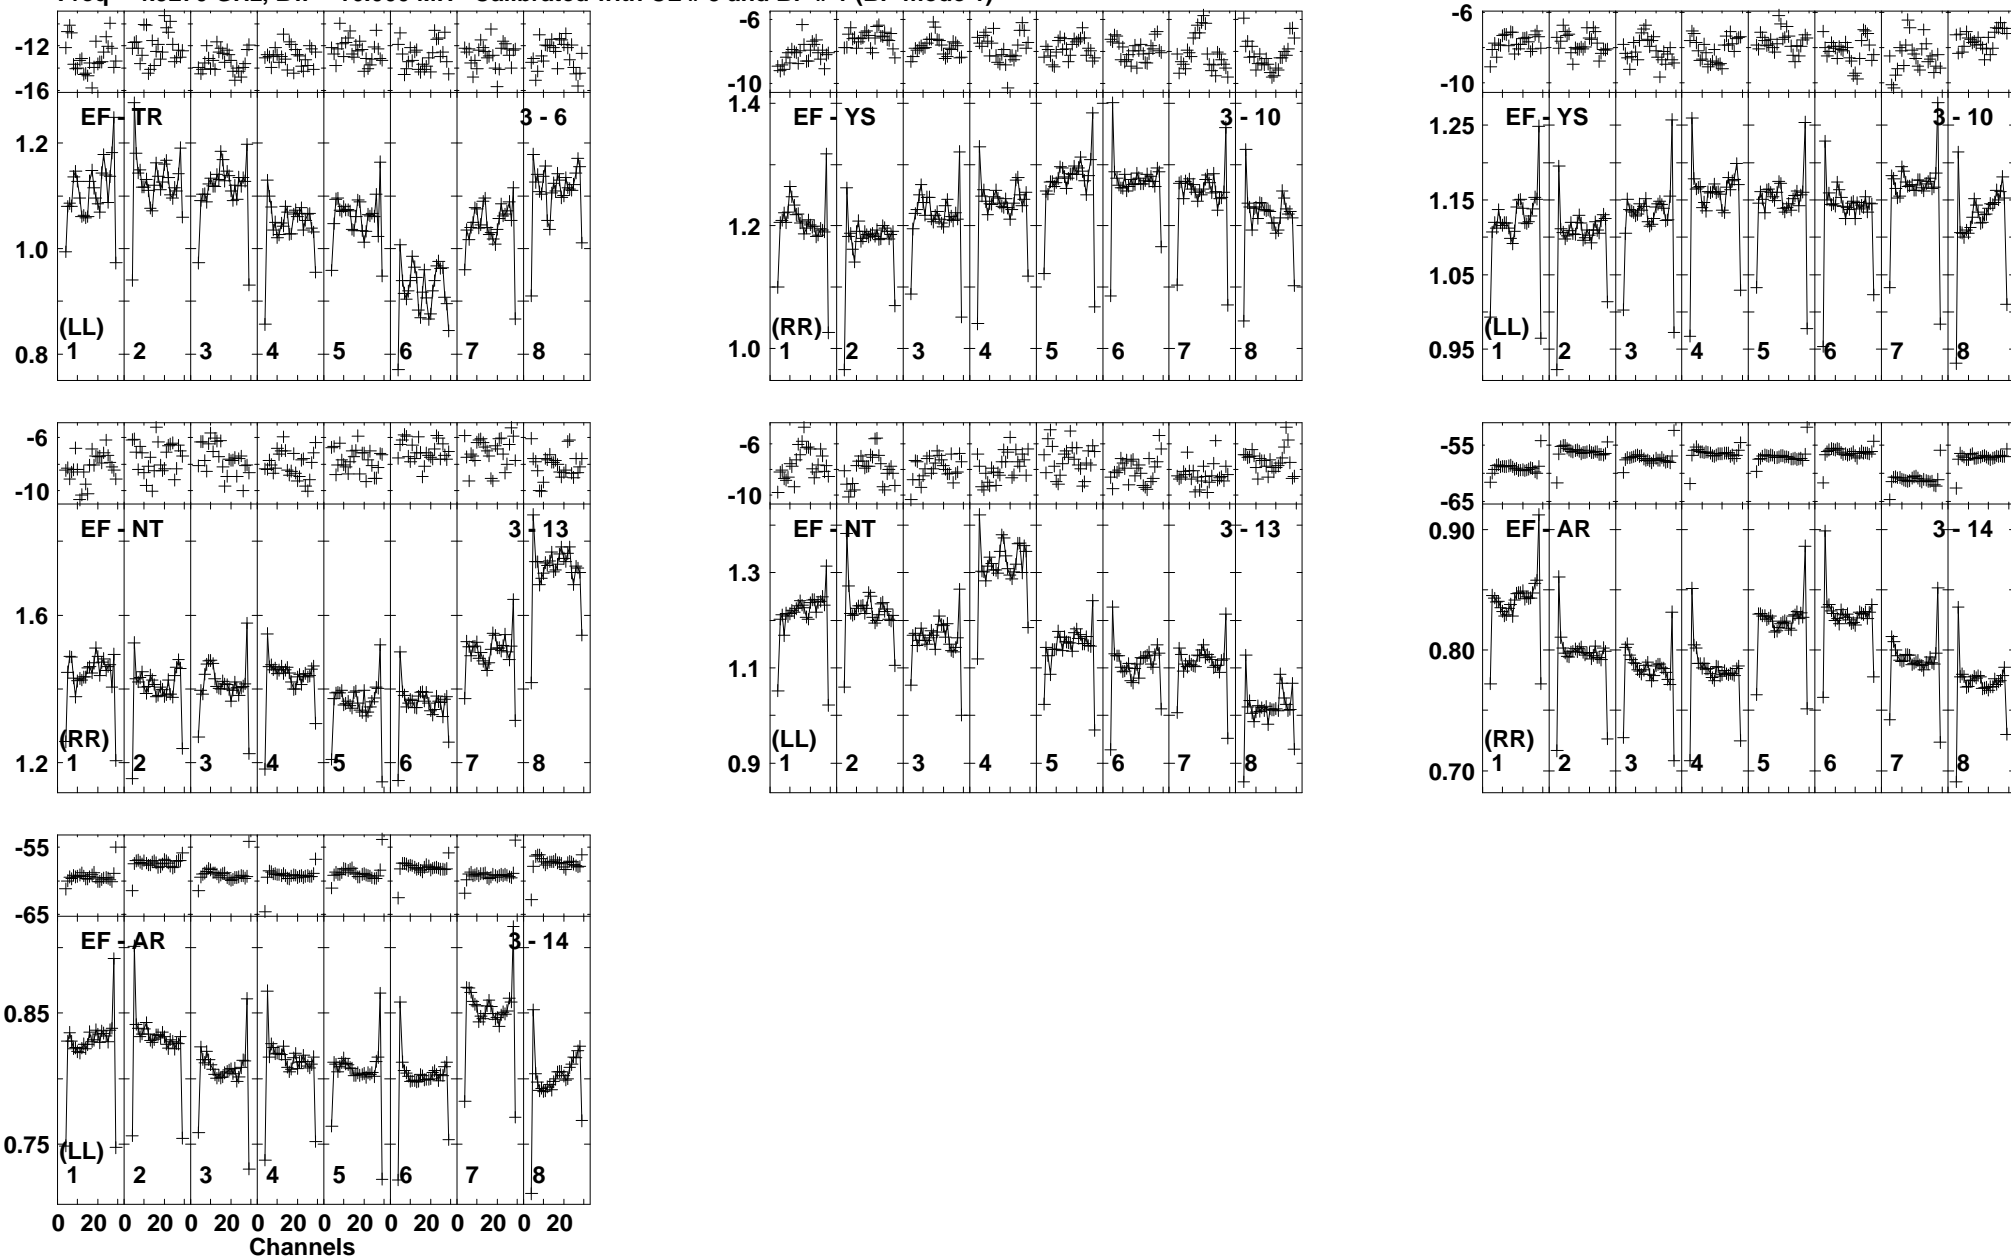 -12
-16
EF - TR 3 - 6
1.2
1.0
(LL)
0.8
1 2 3 4 5 6 7 8
-6
-10
1.4
EF - YS 3 - 10
1.2
(RR)
1.0
1 2 3 4 5 6 7 8
-6
-10
EF - YS 3 - 10
1.25
1.15
1.05
(LL)
0.95
1 2 3 4 5 6 7 8
-6
-10
EF - NT 3 - 13
1.6
(RR)
1.2
1 2 3 4 5 6 7 8
-6
-10
EF - NT 3 - 13
1.3
1.1
(LL)
0.9
1 2 3 4 5 6 7 8
-55
-65
EF - AR 3 - 14
0.90
0.80
(RR)
0.70
1 2 3 4 5 6 7 8
-55
-65
EF - AR 3 - 14
0.85
0.75
(LL)
1 2 3 4 5 6 7 8
0 20 0 20 0 20 0 20 0 20 0 20 0 20 0 20
Channels